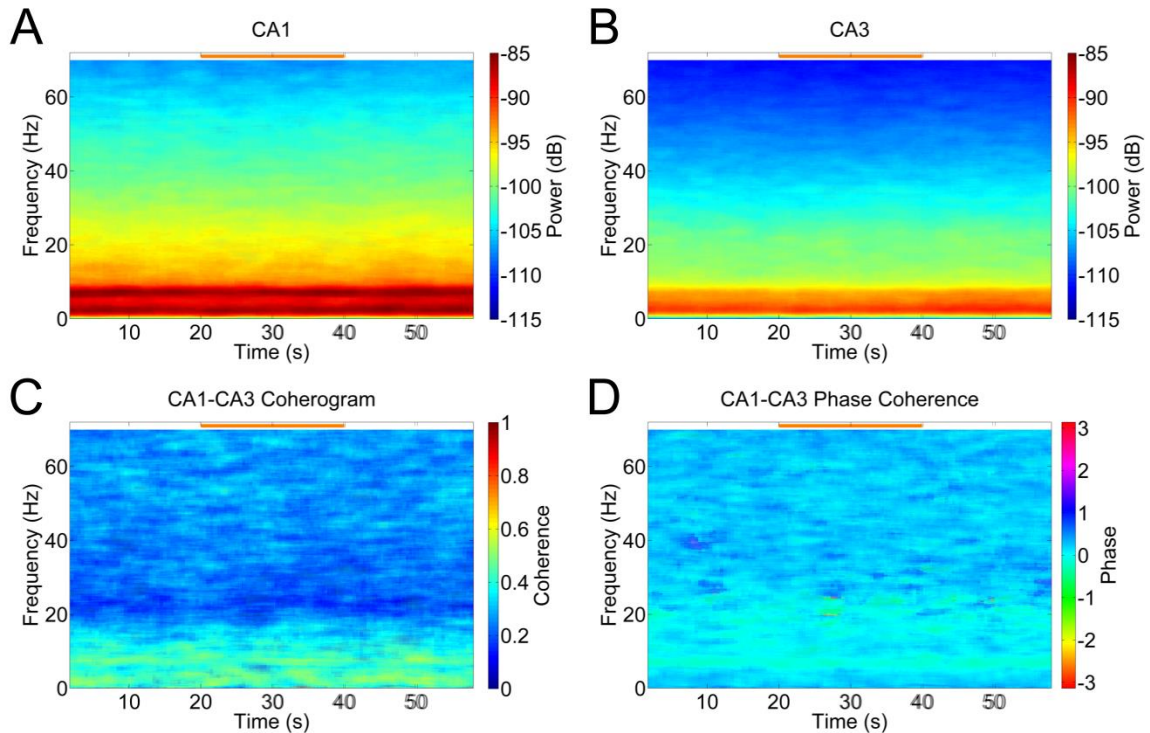 A
CA1
Frequency (Hz)
60
40
20
0
10 20 30 40 50
Time (s)
-85
-90
-95
-100
-105
-110
-115
Power (dB)
B
CA3
Frequency (Hz)
60
40
20
0
10 20 30 40 50
Time (s)
-85
-90
-95
-100
-105
-110
-115
Power (dB)
C
CA1-CA3 Coherogram
Frequency (Hz)
60
40
20
0
10 20 30 40 50
Time (s)
1
0.8
0.6
0.4
0.2
0
Coherence
D
CA1-CA3 Phase Coherence
Frequency (Hz)
60
40
20
0
10 20 30 40 50
Time (s)
3
2
1
0
-1
-2
-3
Phase